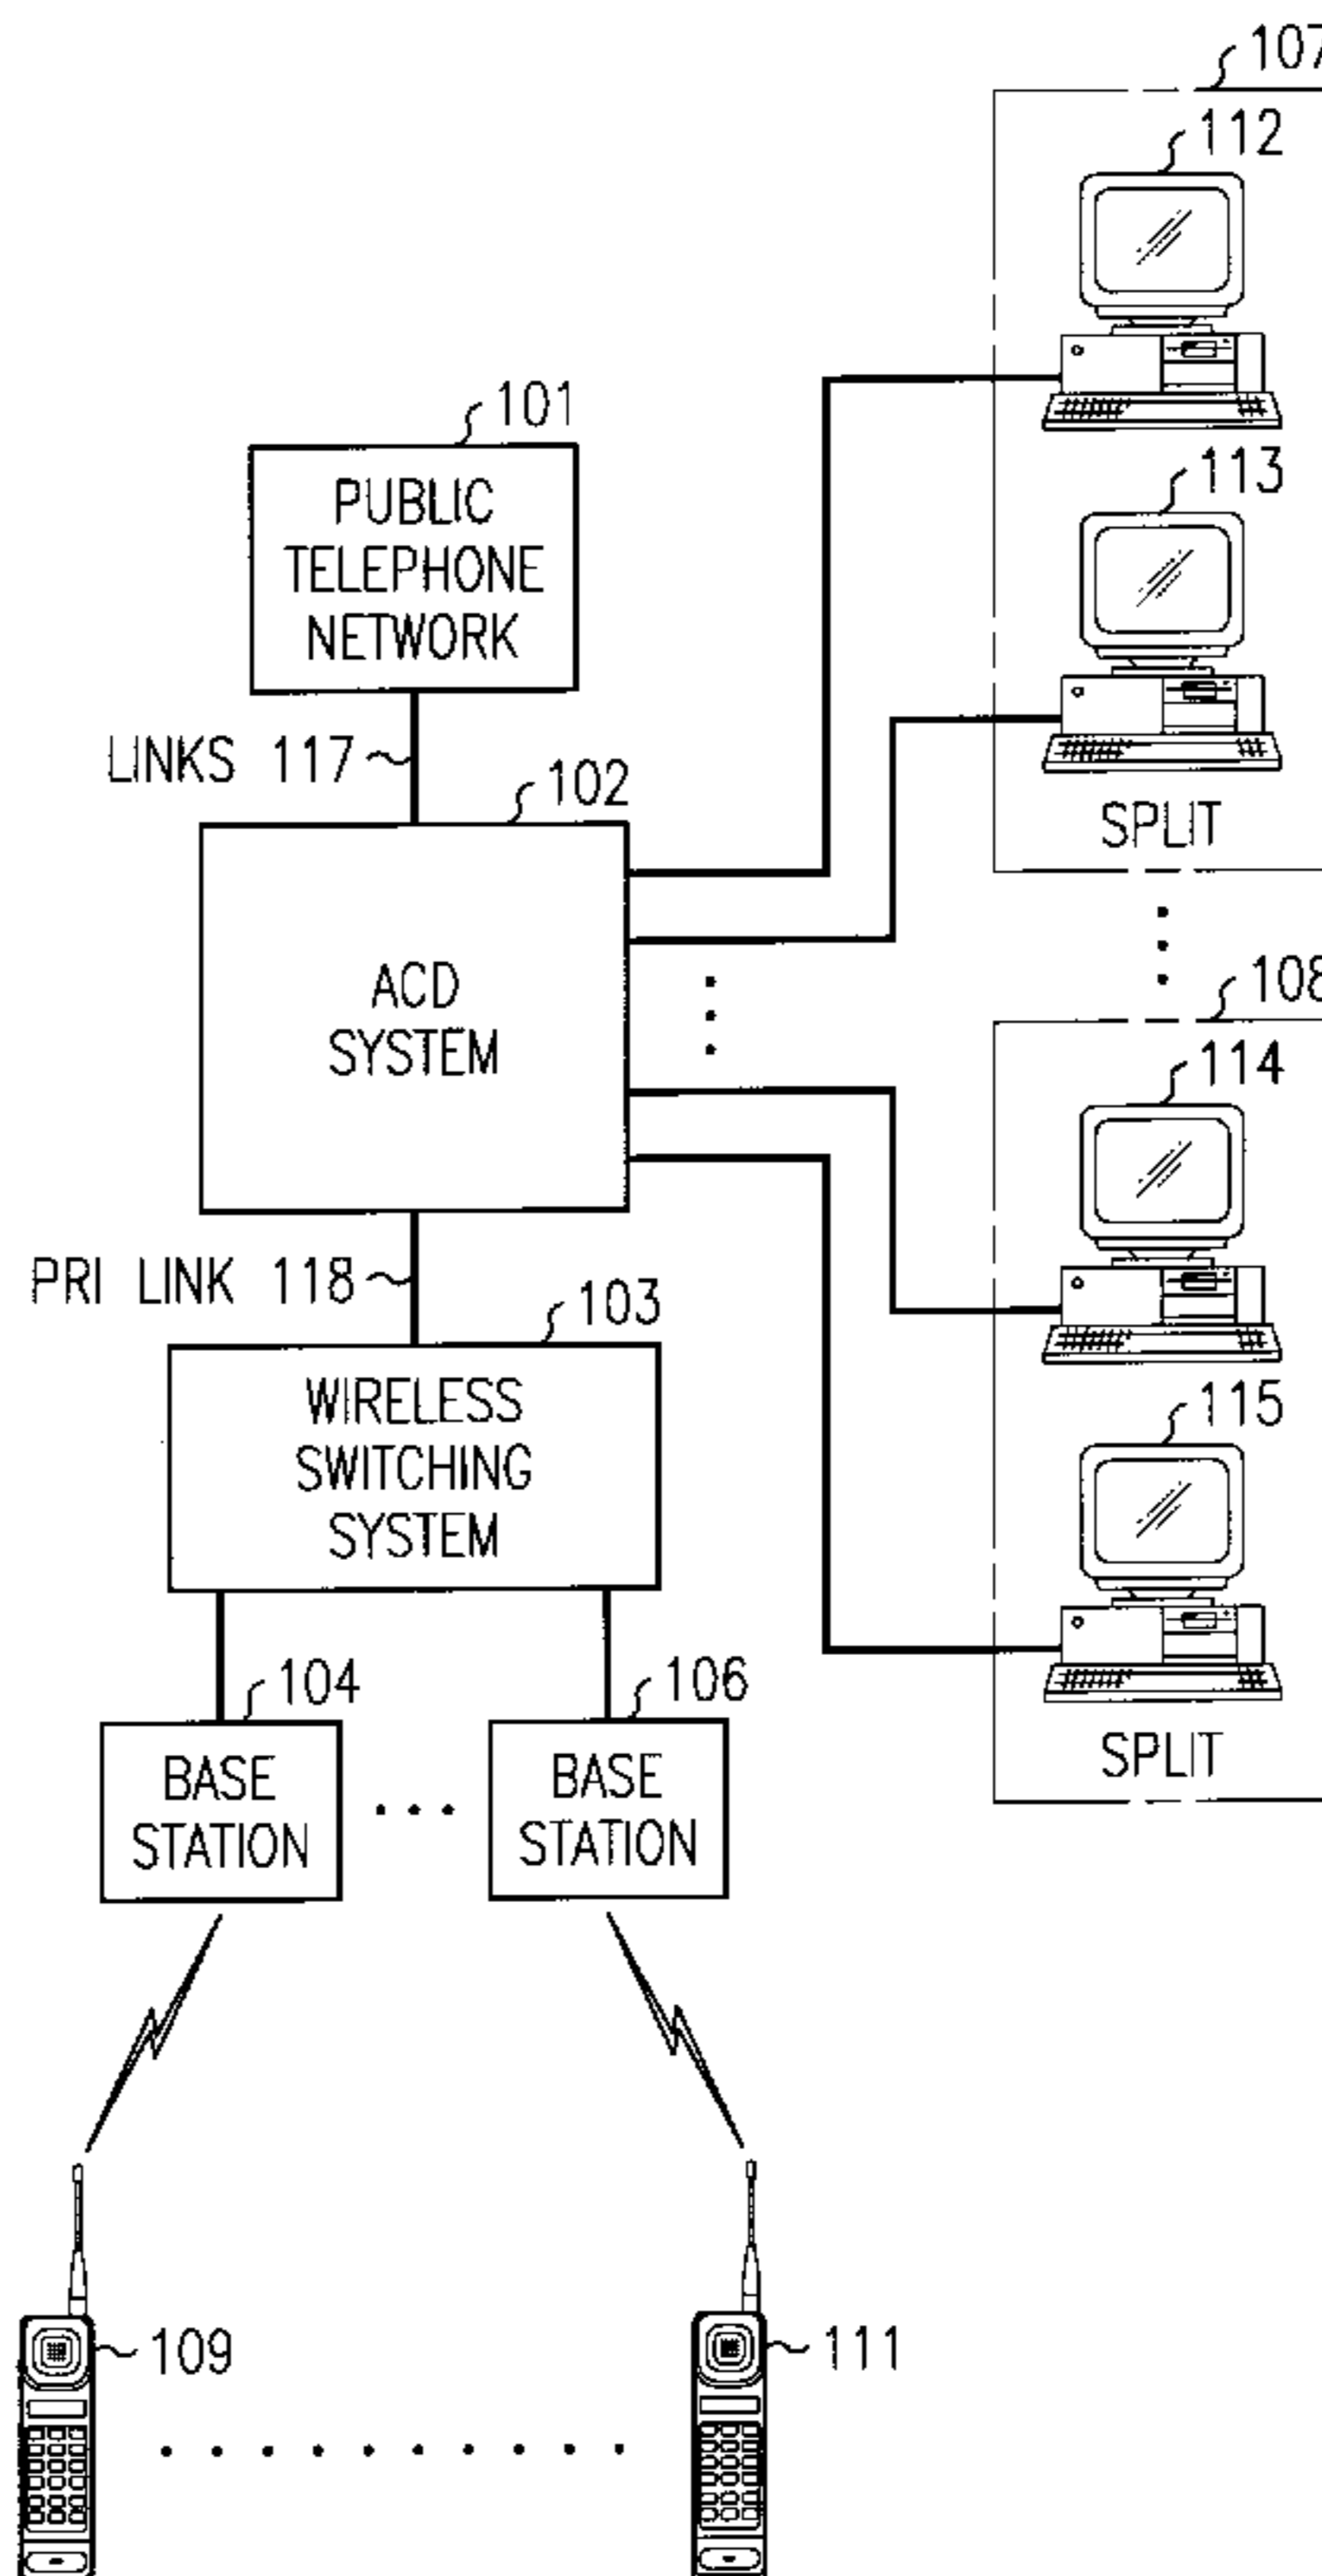 107
112
101
PUBLIC
TELEPHONE
NETWORK
113
LINKS 117
102
SPLIT
ACD
SYSTEM
108
114
PRI LINK 118
103
WIRELESS
SWITCHING
SYSTEM
115
104
106
BASE
STATION
BASE
STATION
SPLIT
109
111